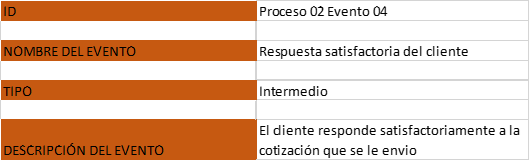 ID Proceso 02 Evento 04
NOMBRE DEL EVENTO Respuesta satisfactoria del cliente
TIPO Intermedio
DESCRIPCIÓN DEL EVENTO El cliente responde satisfactoriamente a la
cotización que se le envio